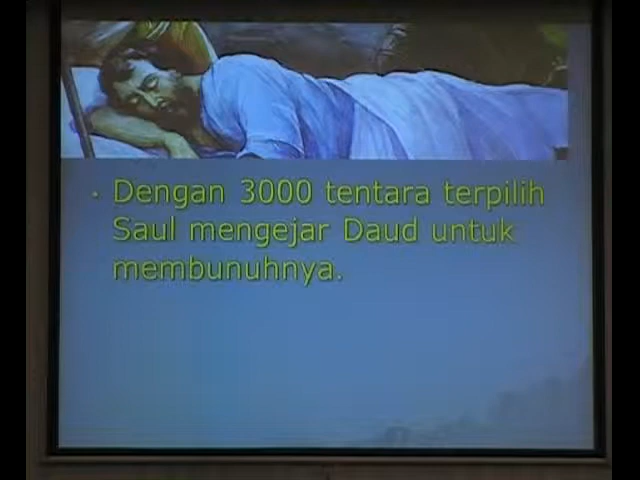 · Dengan 3000 tentara terpilih
Saul mengejar Daud untuk
membunuhnya.